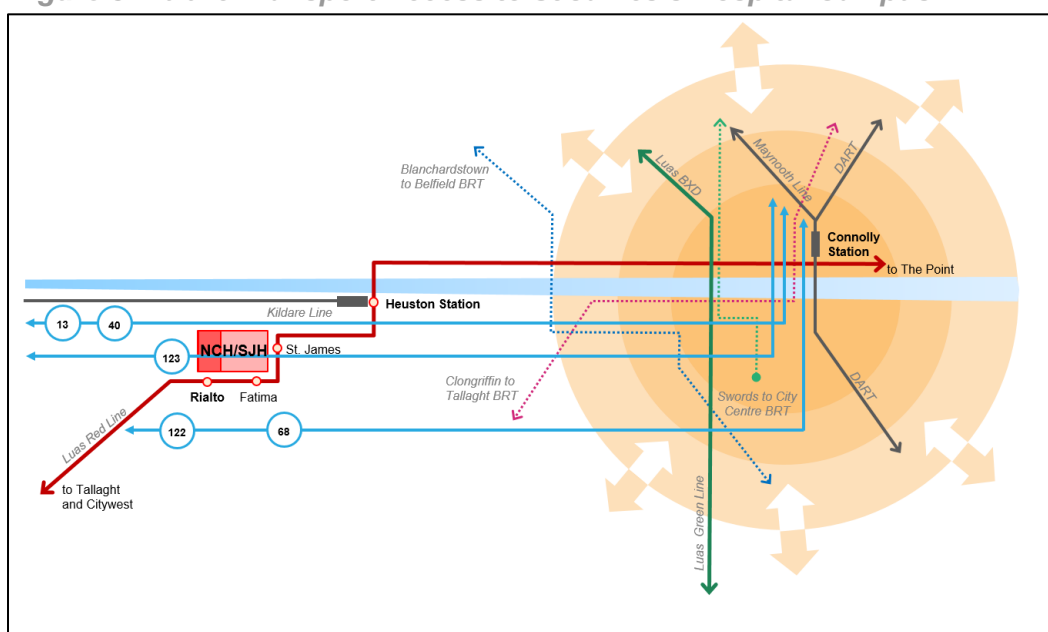 Blanchardstown
to Belfield BRT
Luas BXD
Maynooth Line
DART
Connolly
Station
to The Point
Heuston Station
Kildare Line
13
40
NCH/SJH
St. James
123
Rialto
Fatima
Clongriffin to
Tallaght BRT
Swords to City
Centre BRT
DART
122
68
Luas Red Line
to Tallaght
and Citywest
Luas Green Line